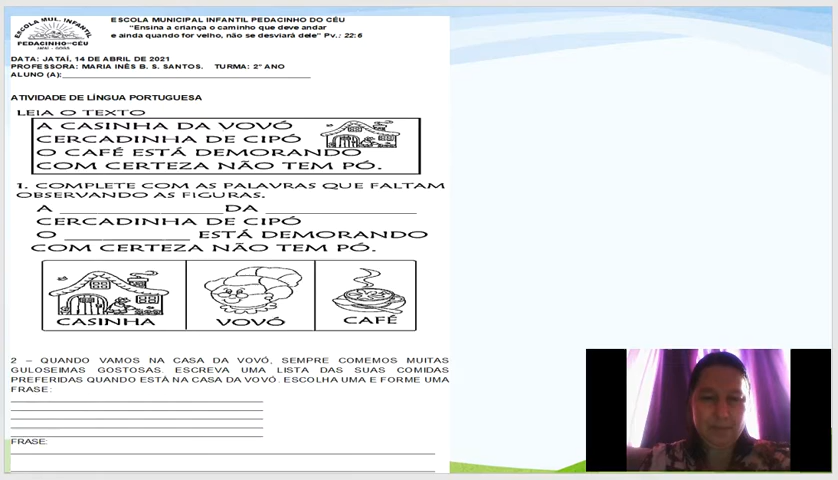 ESCOLA MUL. INFANTIL
PEDACINHO-CÉU
ESCOLA MUNICIPAL INFANTIL PEDACINHO DO CÉU
"Ensina a criança o caminho que deve andar
e ainda quando for velho, não se desviará dele" Pv.: 22:6
DATA: JATAÍ, 14 DE ABRIL DE 2021
PROFESSORA: MARIA INÊS B. S. SANTOS. TURMA: 2° ANO
ALUNO (A):
ATIVIDADE DE LÍNGUA PORTUGUESA
LEIA O TEXTO
A CASINHA DA VOVÓ
CERCADINHA DE CIPÓ
O CAFÉ ESTÁ DEMORANDO
COM CERTEZA NÃO TEM PÓ.
1. COMPLETE COM AS PALAVRAS QUE FALTAM
OBSERVANDO AS FIGURAS.
A ____________ DA ____________
CERCADINHA DE CIPÓ
O ____________ ESTÁ DEMORANDO
COM CERTEZA NÃO TEM PÓ.
CASINHA VOVÓ CAFÉ
2 – QUANDO VAMOS NA CASA DA VOVÓ, SEMPRE COMEMOS MUITAS
GULOSEIMAS GOSTOSAS. ESCREVA UMA LISTA DAS SUAS COMIDAS
PREFERIDAS QUANDO ESTÁ NA CASA DA VOVÓ. ESCOLHA UMA E FORME UMA
FRASE:
FRASE: